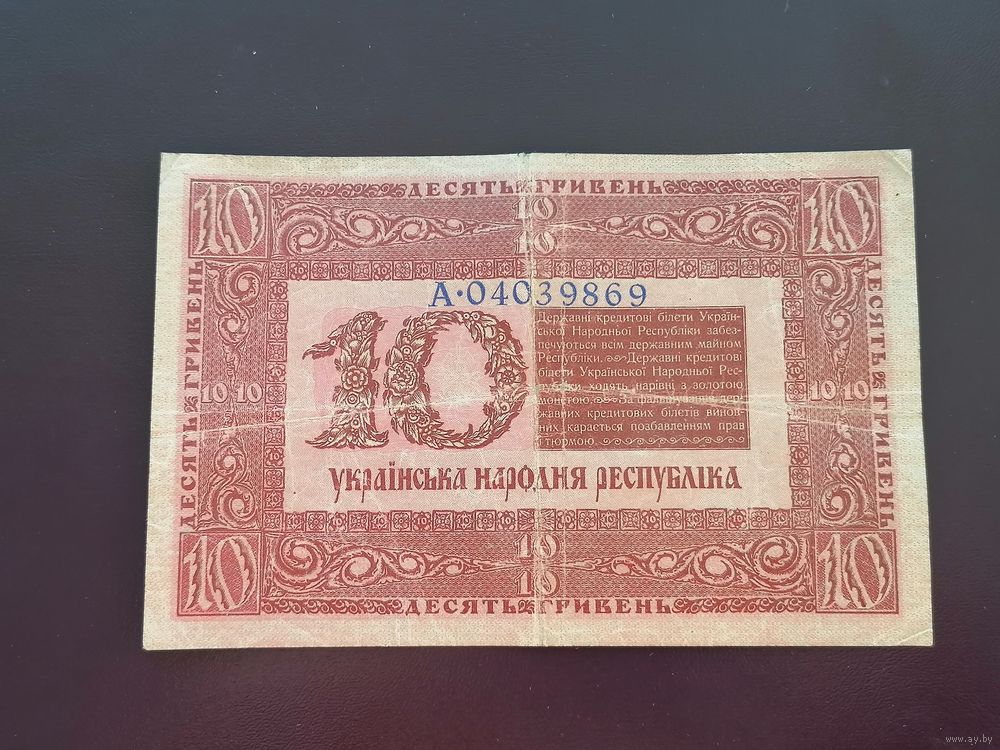 10 ДЕСЯТЬ ГРИВЕНЬ 10
10
10
А·04039869
ДЕСЯТЬ ГРИВЕНЬ
10 10
10
Державні кредитові білети Україн-
ської Народньої Республіки забез-
печуються всім державним майном
Республіки. Державні кредитові
білети Української Народньої Рес-
публіки ходять нарівні з золотою
монетою. За фальшування дер-
жавних кредитових білетів винов-
них карається позбавленням прав
і тюрмою.
10 10
ДЕСЯТЬ ГРИВЕНЬ
УКРАЇНСЬКА НАРОДНЯ РЕСПУБЛІКА
10
10
10 ДЕСЯТЬ ГРИВЕНЬ 10
www.ay.by